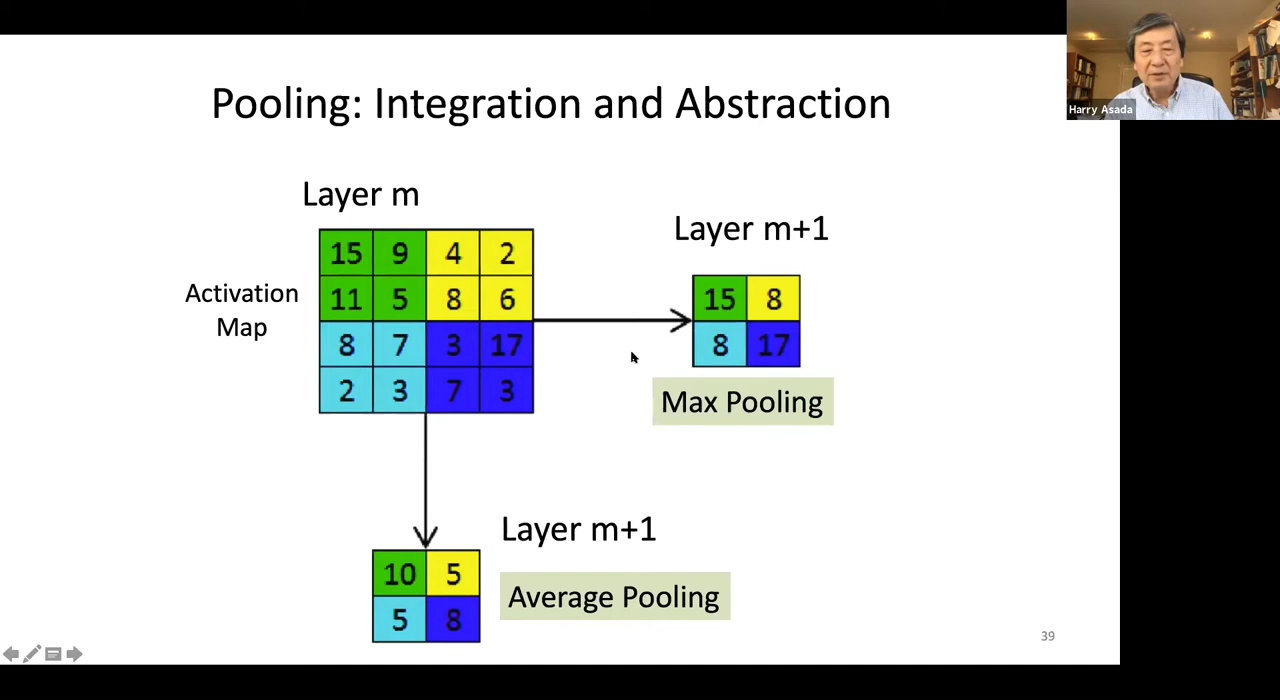 Harry Asada
Pooling: Integration and Abstraction
Layer m
Layer m+1
Activation
Map
15 9 4 2
11 5 8 6
8 7 3 17
2 3 7 3
15 8
8 17
Max Pooling
Layer m+1
10 5
5 8
Average Pooling
39